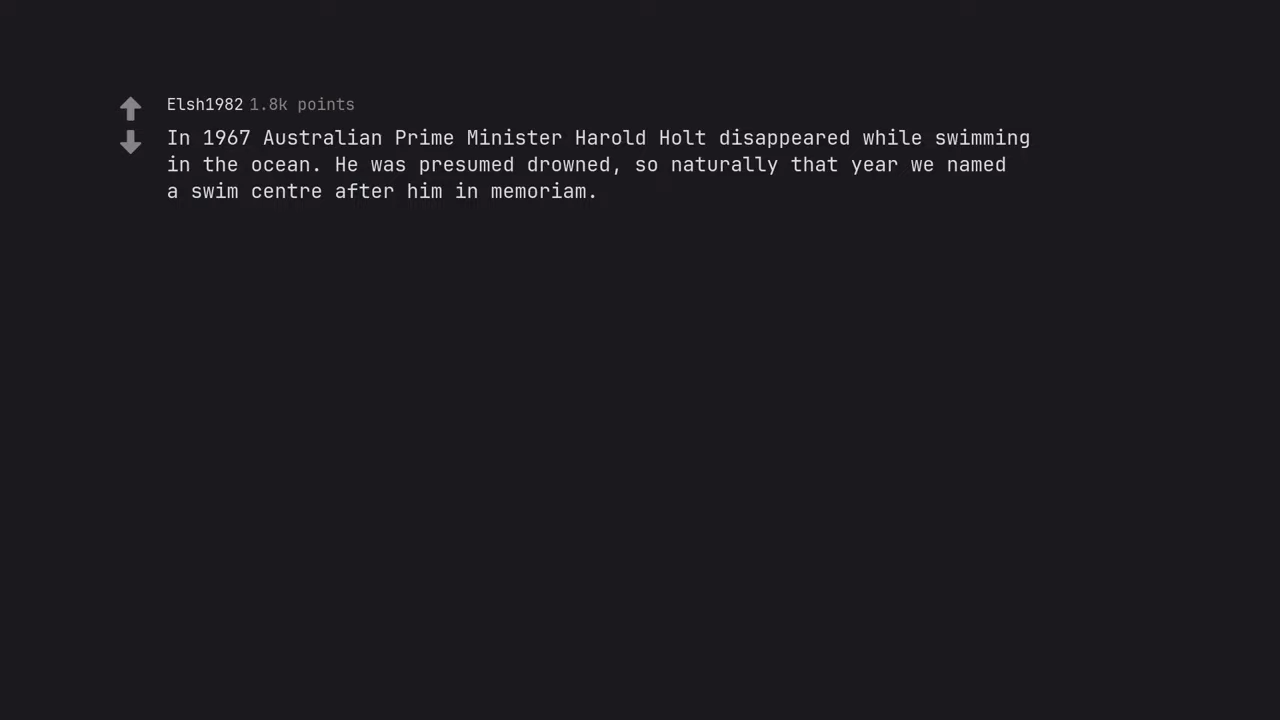 Elsh1982 1.8k points
In 1967 Australian Prime Minister Harold Holt disappeared while swimming
in the ocean. He was presumed drowned, so naturally that year we named
a swim centre after him in memoriam.